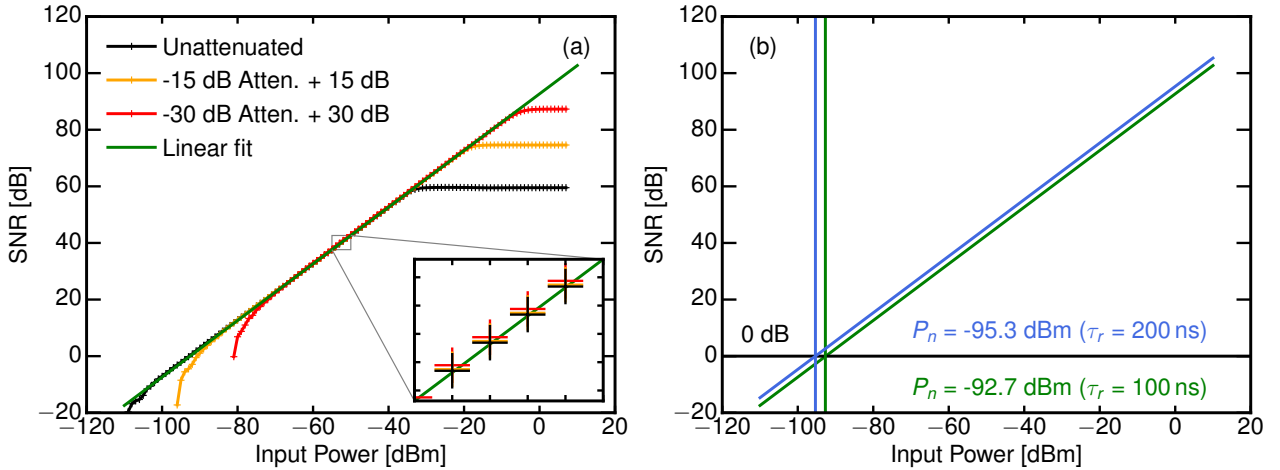 120
100
80
60
40
20
0
−20
SNR [dB]
(a)
Unattenuated
-15 dB Atten. + 15 dB
-30 dB Atten. + 30 dB
Linear fit
−120 −100 −80 −60 −40 −20 0 20
Input Power [dBm]
120
100
80
60
40
20
0
−20
SNR [dB]
(b)
0 dB
Pn = -95.3 dBm (τr = 200 ns)
Pn = -92.7 dBm (τr = 100 ns)
−120 −100 −80 −60 −40 −20 0 20
Input Power [dBm]